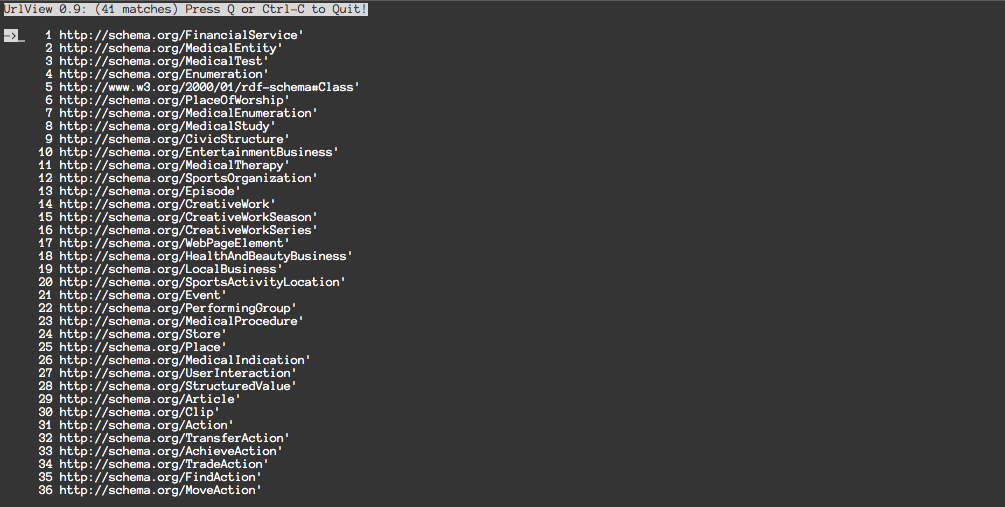 UrlView 0.9: (41 matches) Press Q or Ctrl-C to Quit!
->    1 http://schema.org/FinancialService'
      2 http://schema.org/MedicalEntity'
      3 http://schema.org/MedicalTest'
      4 http://schema.org/Enumeration'
      5 http://www.w3.org/2000/01/rdf-schema#Class'
      6 http://schema.org/PlaceOfWorship'
      7 http://schema.org/MedicalEnumeration'
      8 http://schema.org/MedicalStudy'
      9 http://schema.org/CivicStructure'
     10 http://schema.org/EntertainmentBusiness'
     11 http://schema.org/MedicalTherapy'
     12 http://schema.org/SportsOrganization'
     13 http://schema.org/Episode'
     14 http://schema.org/CreativeWork'
     15 http://schema.org/CreativeWorkSeason'
     16 http://schema.org/CreativeWorkSeries'
     17 http://schema.org/WebPageElement'
     18 http://schema.org/HealthAndBeautyBusiness'
     19 http://schema.org/LocalBusiness'
     20 http://schema.org/SportsActivityLocation'
     21 http://schema.org/Event'
     22 http://schema.org/PerformingGroup'
     23 http://schema.org/MedicalProcedure'
     24 http://schema.org/Store'
     25 http://schema.org/Place'
     26 http://schema.org/MedicalIndication'
     27 http://schema.org/UserInteraction'
     28 http://schema.org/StructuredValue'
     29 http://schema.org/Article'
     30 http://schema.org/Clip'
     31 http://schema.org/Action'
     32 http://schema.org/TransferAction'
     33 http://schema.org/AchieveAction'
     34 http://schema.org/TradeAction'
     35 http://schema.org/FindAction'
     36 http://schema.org/MoveAction'